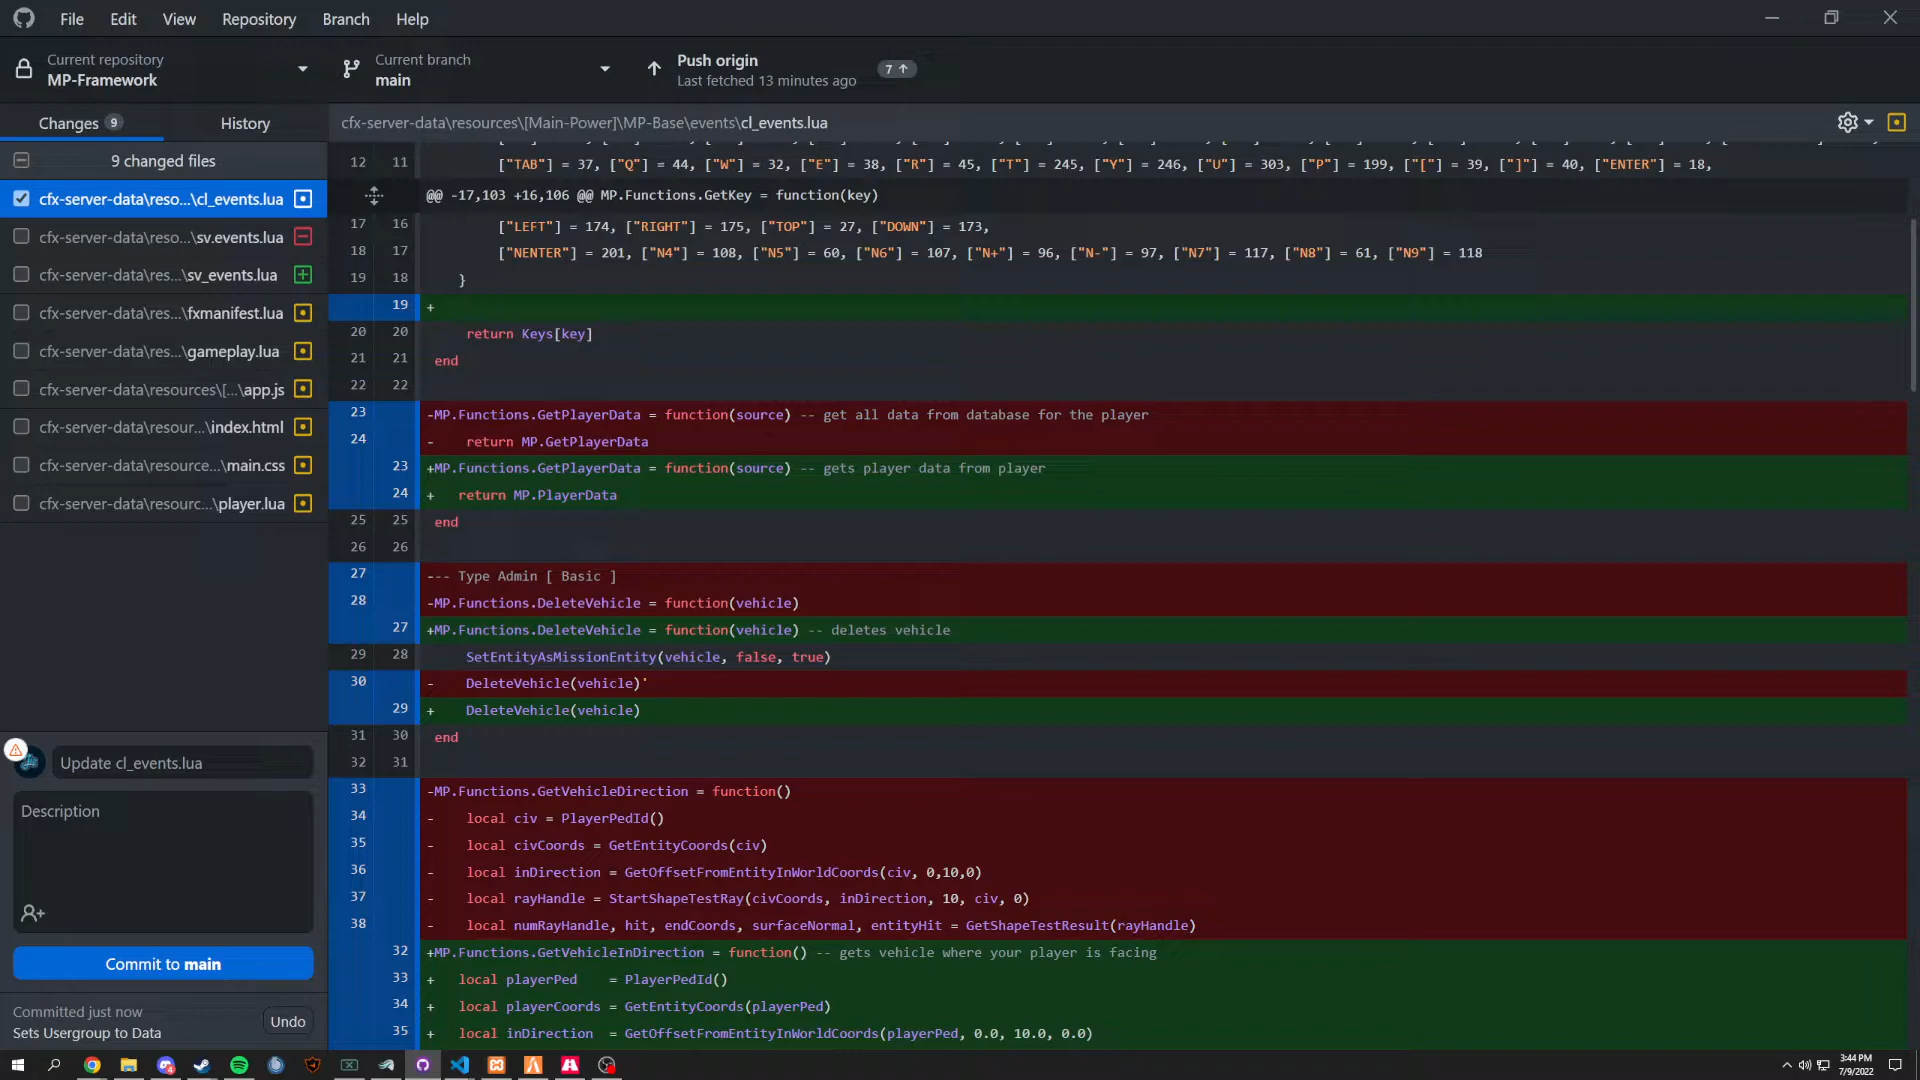 File Edit View Repository Branch Help
Current repository
MP-Framework
Current branch
main
Push origin
Last fetched 13 minutes ago
7
Changes 9
History
cfx-server-data\resources\[Main-Power]\MP-Base\events\cl_events.lua
9 changed files
cfx-server-data\reso...\cl_events.lua
cfx-server-data\reso...\sv.events.lua
cfx-server-data\res...\sv_events.lua
cfx-server-data\res...\fxmanifest.lua
cfx-server-data\res...\gameplay.lua
cfx-server-data\resources\[...\app.js
cfx-server-data\resour...\index.html
cfx-server-data\resource...\main.css
cfx-server-data\resourc...\player.lua
12 11 ["TAB"] = 37, ["Q"] = 44, ["W"] = 32, ["E"] = 38, ["R"] = 45, ["T"] = 245, ["Y"] = 246, ["U"] = 303, ["P"] = 199, ["["] = 39, ["]"] = 40, ["ENTER"] = 18,
@@ -17,103 +16,106 @@ MP.Functions.GetKey = function(key)
17 16 ["LEFT"] = 174, ["RIGHT"] = 175, ["TOP"] = 27, ["DOWN"] = 173,
18 17 ["NENTER"] = 201, ["N4"] = 108, ["N5"] = 60, ["N6"] = 107, ["N+"] = 96, ["N-"] = 97, ["N7"] = 117, ["N8"] = 61, ["N9"] = 118
19 18 }
19 +
20 20 return Keys[key]
21 21 end
22 22
23 -MP.Functions.GetPlayerData = function(source) -- get all data from database for the player
24 - return MP.GetPlayerData
23 +MP.Functions.GetPlayerData = function(source) -- gets player data from player
24 + return MP.PlayerData
25 25 end
26 26
27 --- Type Admin [ Basic ]
28 -MP.Functions.DeleteVehicle = function(vehicle)
27 +MP.Functions.DeleteVehicle = function(vehicle) -- deletes vehicle
29 28 SetEntityAsMissionEntity(vehicle, false, true)
30 - DeleteVehicle(vehicle)'
29 + DeleteVehicle(vehicle)
31 30 end
32 31
33 -MP.Functions.GetVehicleDirection = function()
34 - local civ = PlayerPedId()
35 - local civCoords = GetEntityCoords(civ)
36 - local inDirection = GetOffsetFromEntityInWorldCoords(civ, 0,10,0)
37 - local rayHandle = StartShapeTestRay(civCoords, inDirection, 10, civ, 0)
38 - local numRayHandle, hit, endCoords, surfaceNormal, entityHit = GetShapeTestResult(rayHandle)
32 +MP.Functions.GetVehicleInDirection = function() -- gets vehicle where your player is facing
33 + local playerPed = PlayerPedId()
34 + local playerCoords = GetEntityCoords(playerPed)
35 + local inDirection = GetOffsetFromEntityInWorldCoords(playerPed, 0.0, 10.0, 0.0)
Update cl_events.lua
Description
Commit to main
Committed just now
Sets Usergroup to Data
Undo
3:44 PM
7/9/2022